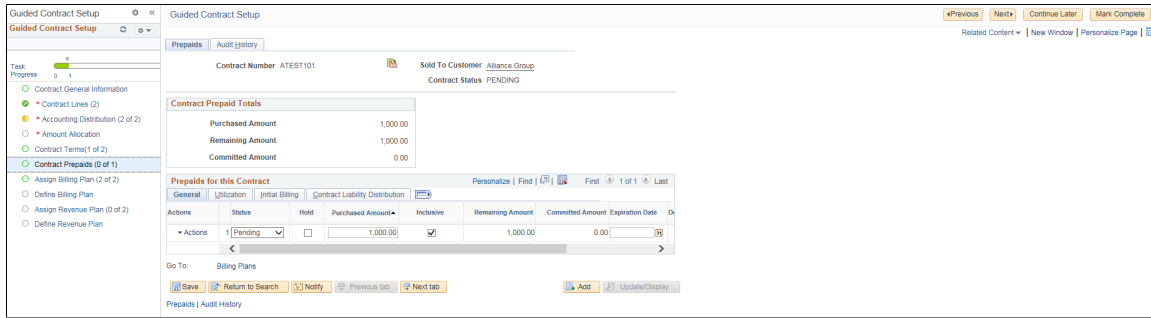 Guided Contract Setup
Guided Contract Setup
Previous Next Continue Later Mark Complete
Guided Contract Setup
Related Content New Window | Personalize Page |
Prepaids Audit History
Task Progress 0 1
Contract Number ATEST101 Sold To Customer Alliance Group
Contract Status PENDING
Contract General Information
* Contract Lines (2)
* Accounting Distribution (2 of 2)
* Amount Allocation
Contract Terms(1 of 2)
Contract Prepaids (0 of 1)
Assign Billing Plan (2 of 2)
Define Billing Plan
Assign Revenue Plan (0 of 2)
Define Revenue Plan
Contract Prepaid Totals
Purchased Amount 1,000.00
Remaining Amount 1,000.00
Committed Amount 0.00
Prepaids for this Contract Personalize | Find | | First 1 of 1 Last
General Utilization Initial Billing Contract Liability Distribution
Actions Status Hold Purchased Amount Inclusive Remaining Amount Committed Amount Expiration Date
Actions 1 Pending 1,000.00 1,000.00 0.00
Go To: Billing Plans
Save Return to Search Notify Previous tab Next tab Add Update/Display
Prepaids | Audit History